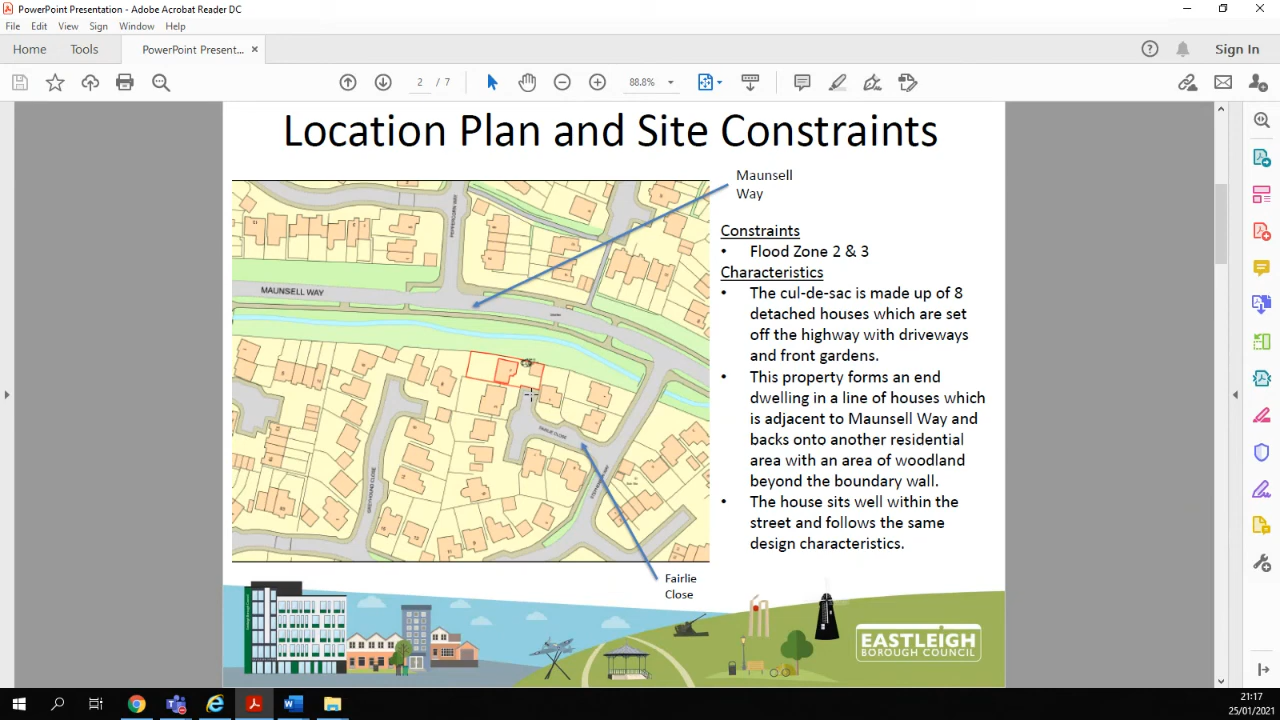 PowerPoint Presentation - Adobe Acrobat Reader DC
File Edit View Sign Window Help
Home Tools PowerPoint Present... × Sign In
2 / 7 88.8%
Location Plan and Site Constraints
Maunsell
Way
MAUNSELL WAY
Constraints
• Flood Zone 2 & 3
Characteristics
• The cul-de-sac is made up of 8
detached houses which are set
off the highway with driveways
and front gardens.
• This property forms an end
dwelling in a line of houses which
is adjacent to Maunsell Way and
backs onto another residential
area with an area of woodland
beyond the boundary wall.
• The house sits well within the
street and follows the same
design characteristics.
GREYHOUND CLOSE
FAIRLIE CLOSE
Fairlie
Close
EASTLEIGH
BOROUGH COUNCIL
21:17
25/01/2021